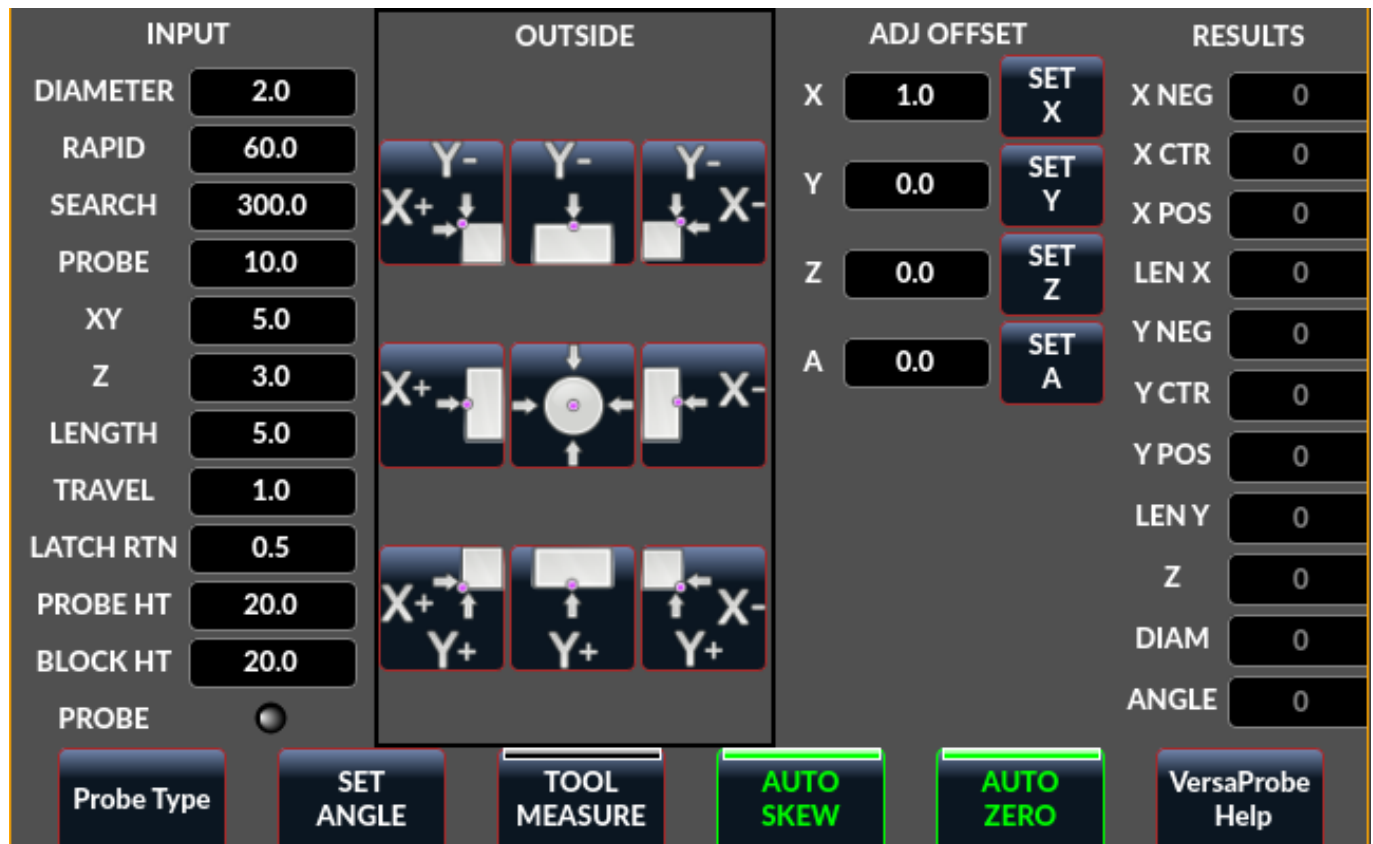 INPUT
DIAMETER 2.0
RAPID 60.0
SEARCH 300.0
PROBE 10.0
XY 5.0
Z 3.0
LENGTH 5.0
TRAVEL 1.0
LATCH RTN 0.5
PROBE HT 20.0
BLOCK HT 20.0
PROBE
OUTSIDE
Y- Y- Y-
X+ X-
X+ X-
X+ X-
Y+ Y+ Y+
ADJ OFFSET
X 1.0 SET
X
Y 0.0 SET
Y
Z 0.0 SET
Z
A 0.0 SET
A
RESULTS
X NEG 0
X CTR 0
X POS 0
LEN X 0
Y NEG 0
Y CTR 0
Y POS 0
LEN Y 0
Z 0
DIAM 0
ANGLE 0
Probe Type
SET
ANGLE
TOOL
MEASURE
AUTO
SKEW
AUTO
ZERO
VersaProbe
Help